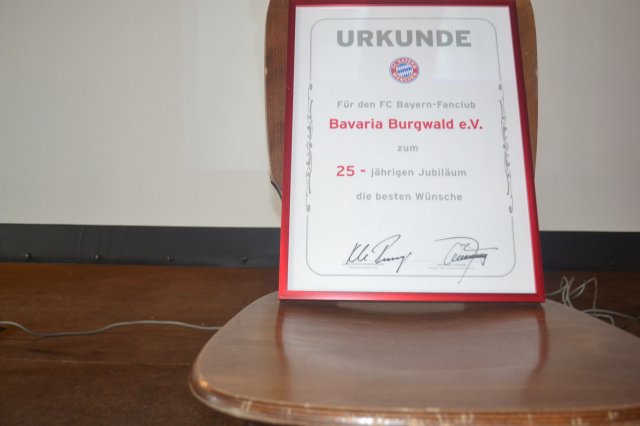 URKUNDE
Für den FC Bayern-Fanclub
Bavaria Burgwald e.V.
zum
25 - jährigen Jubiläum
die besten Wünsche